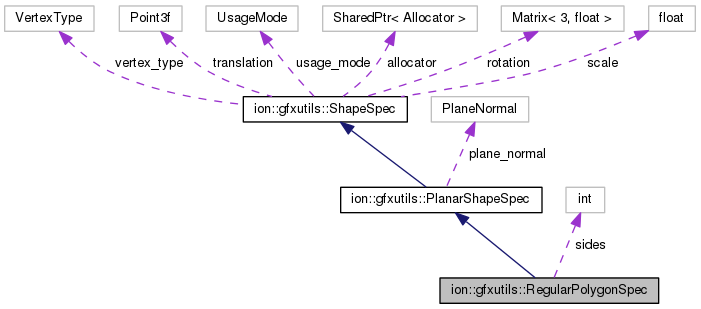 VertexType
Point3f
UsageMode
SharedPtr< Allocator >
Matrix< 3, float >
float
vertex_type
translation
usage_mode
allocator
rotation
scale
ion::gfxutils::ShapeSpec
PlaneNormal
plane_normal
ion::gfxutils::PlanarShapeSpec
int
sides
ion::gfxutils::RegularPolygonSpec